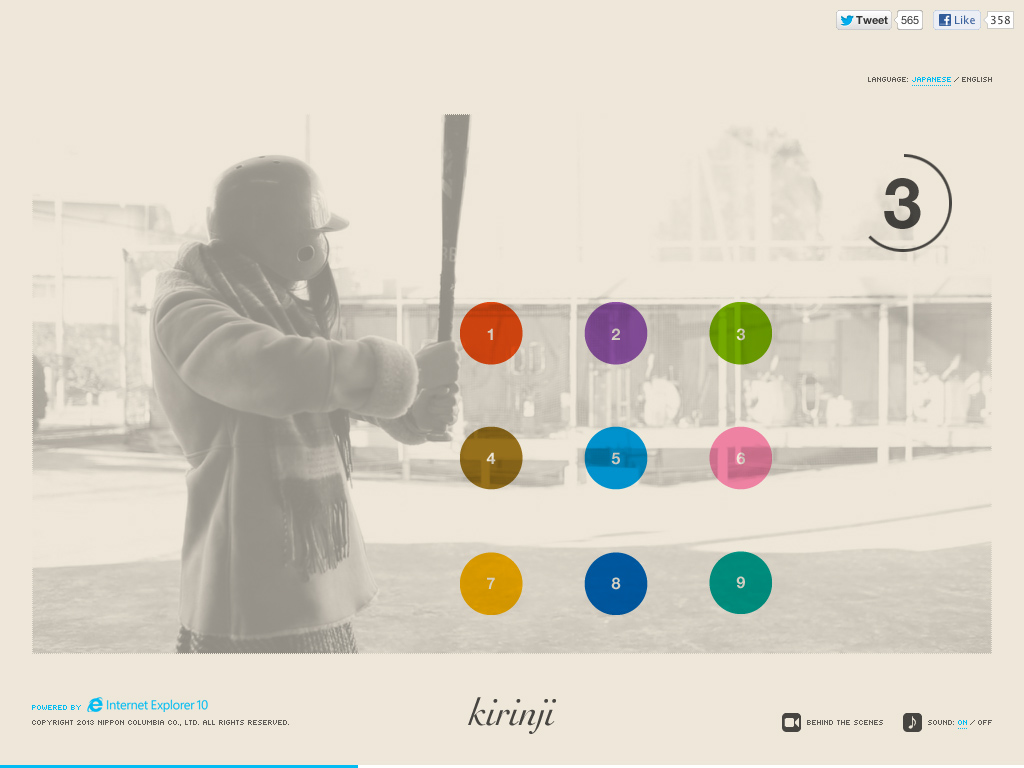 Tweet 565 Like 358
LANGUAGE: JAPANESE / ENGLISH
3
1 2 3
4 5 6
7 8 9
POWERED BY Internet Explorer 10
COPYRIGHT 2013 NIPPON COLUMBIA CO., LTD. ALL RIGHTS RESERVED.
kirinji
BEHIND THE SCENES SOUND: ON / OFF